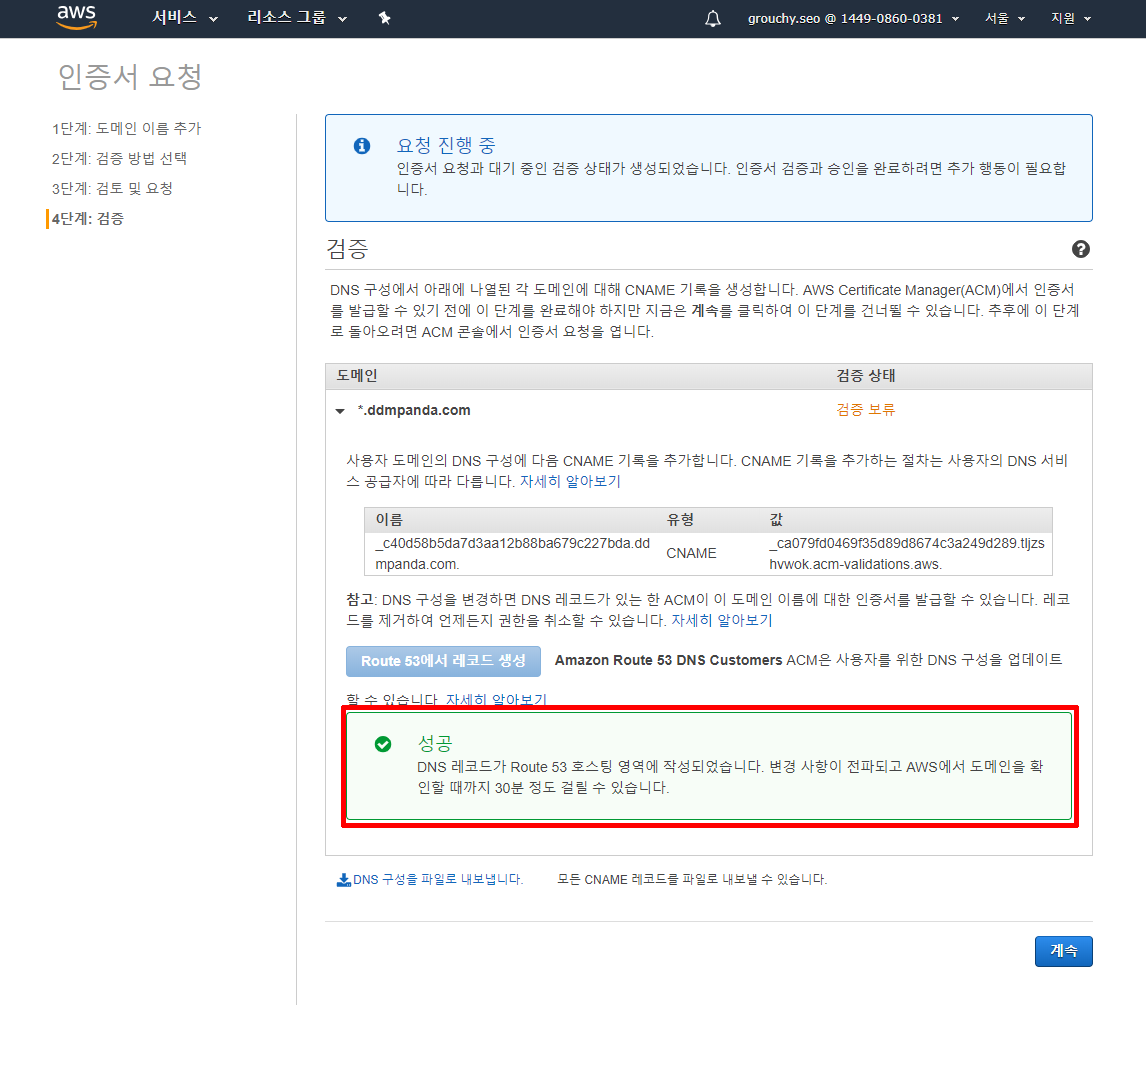 aws
서비스
리소스 그룹
grouchy.seo @ 1449-0860-0381
서울
지원
인증서 요청
1단계: 도메인 이름 추가
2단계: 검증 방법 선택
3단계: 검토 및 요청
4단계: 검증
요청 진행 중
인증서 요청과 대기 중인 검증 상태가 생성되었습니다. 인증서 검증과 승인을 완료하려면 추가 행동이 필요합
니다.
검증
DNS 구성에서 아래에 나열된 각 도메인에 대해 CNAME 기록을 생성합니다. AWS Certificate Manager(ACM)에서 인증서
를 발급할 수 있기 전에 이 단계를 완료해야 하지만 지금은 계속를 클릭하여 이 단계를 건너뛸 수 있습니다. 추후에 이 단계
로 돌아오려면 ACM 콘솔에서 인증서 요청을 엽니다.
도메인 검증 상태
*.ddmpanda.com 검증 보류
사용자 도메인의 DNS 구성에 다음 CNAME 기록을 추가합니다. CNAME 기록을 추가하는 절차는 사용자의 DNS 서비
스 공급자에 따라 다릅니다. 자세히 알아보기
이름 유형 값
_c40d58b5da7d3aa12b88ba679c227bda.dd
mpanda.com.
CNAME
_ca079fd0469f35d89d8674c3a249d289.tljzs
hvwok.acm-validations.aws.
참고: DNS 구성을 변경하면 DNS 레코드가 있는 한 ACM이 이 도메인 이름에 대한 인증서를 발급할 수 있습니다. 레코
드를 제거하여 언제든지 권한을 취소할 수 있습니다. 자세히 알아보기
Route 53에서 레코드 생성 Amazon Route 53 DNS Customers ACM은 사용자를 위한 DNS 구성을 업데이트
할 수 있습니다. 자세히 알아보기
성공
DNS 레코드가 Route 53 호스팅 영역에 작성되었습니다. 변경 사항이 전파되고 AWS에서 도메인을 확
인할 때까지 30분 정도 걸릴 수 있습니다.
DNS 구성을 파일로 내보냅니다. 모든 CNAME 레코드를 파일로 내보낼 수 있습니다.
계속